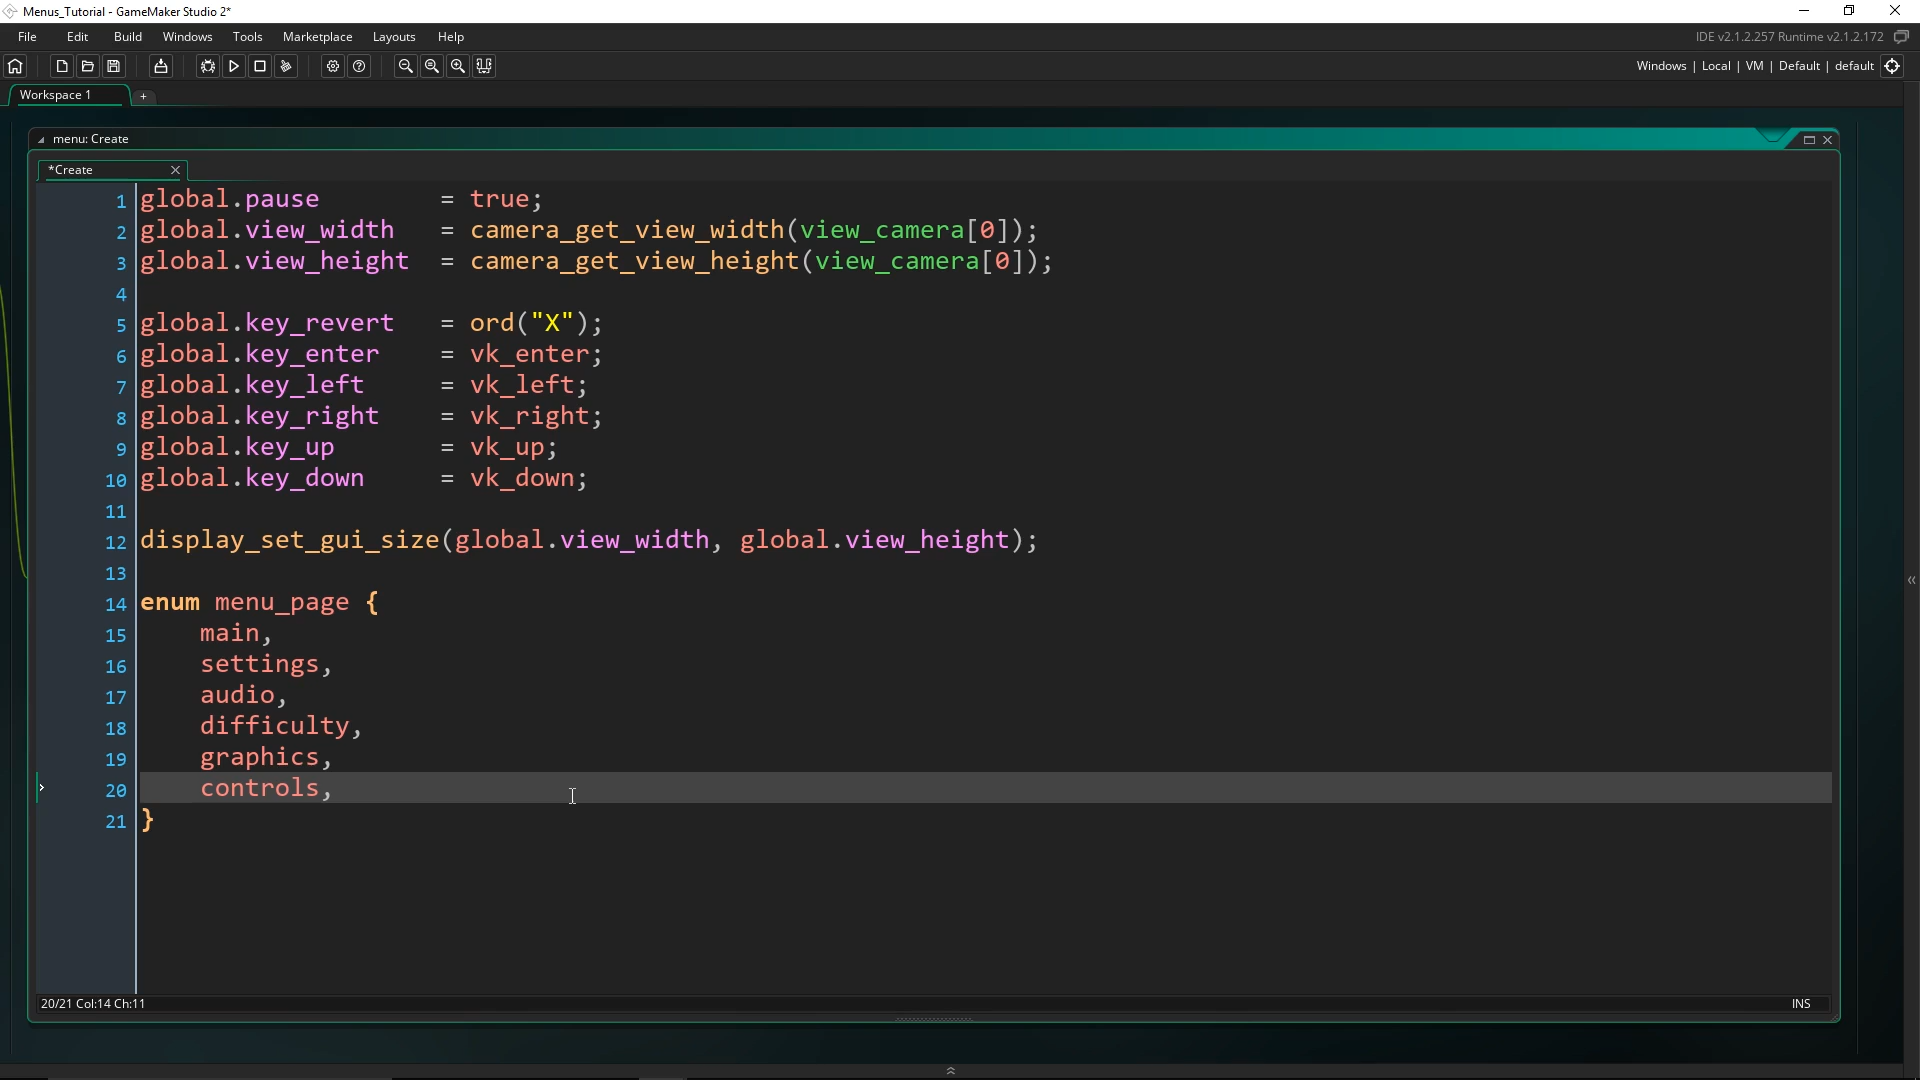 Menus_Tutorial - GameMaker Studio 2*
File Edit Build Windows Tools Marketplace Layouts Help
IDE v2.1.2.257 Runtime v2.1.2.172
Windows | Local | VM | Default | default
Workspace 1 +
menu: Create
*Create
1 global.pause = true;
2 global.view_width = camera_get_view_width(view_camera[0]);
3 global.view_height = camera_get_view_height(view_camera[0]);
4
5 global.key_revert = ord("X");
6 global.key_enter = vk_enter;
7 global.key_left = vk_left;
8 global.key_right = vk_right;
9 global.key_up = vk_up;
10 global.key_down = vk_down;
11
12 display_set_gui_size(global.view_width, global.view_height);
13
14 enum menu_page {
15 main,
16 settings,
17 audio,
18 difficulty,
19 graphics,
20 controls,
21 }
20/21 Col:14 Ch:11
INS